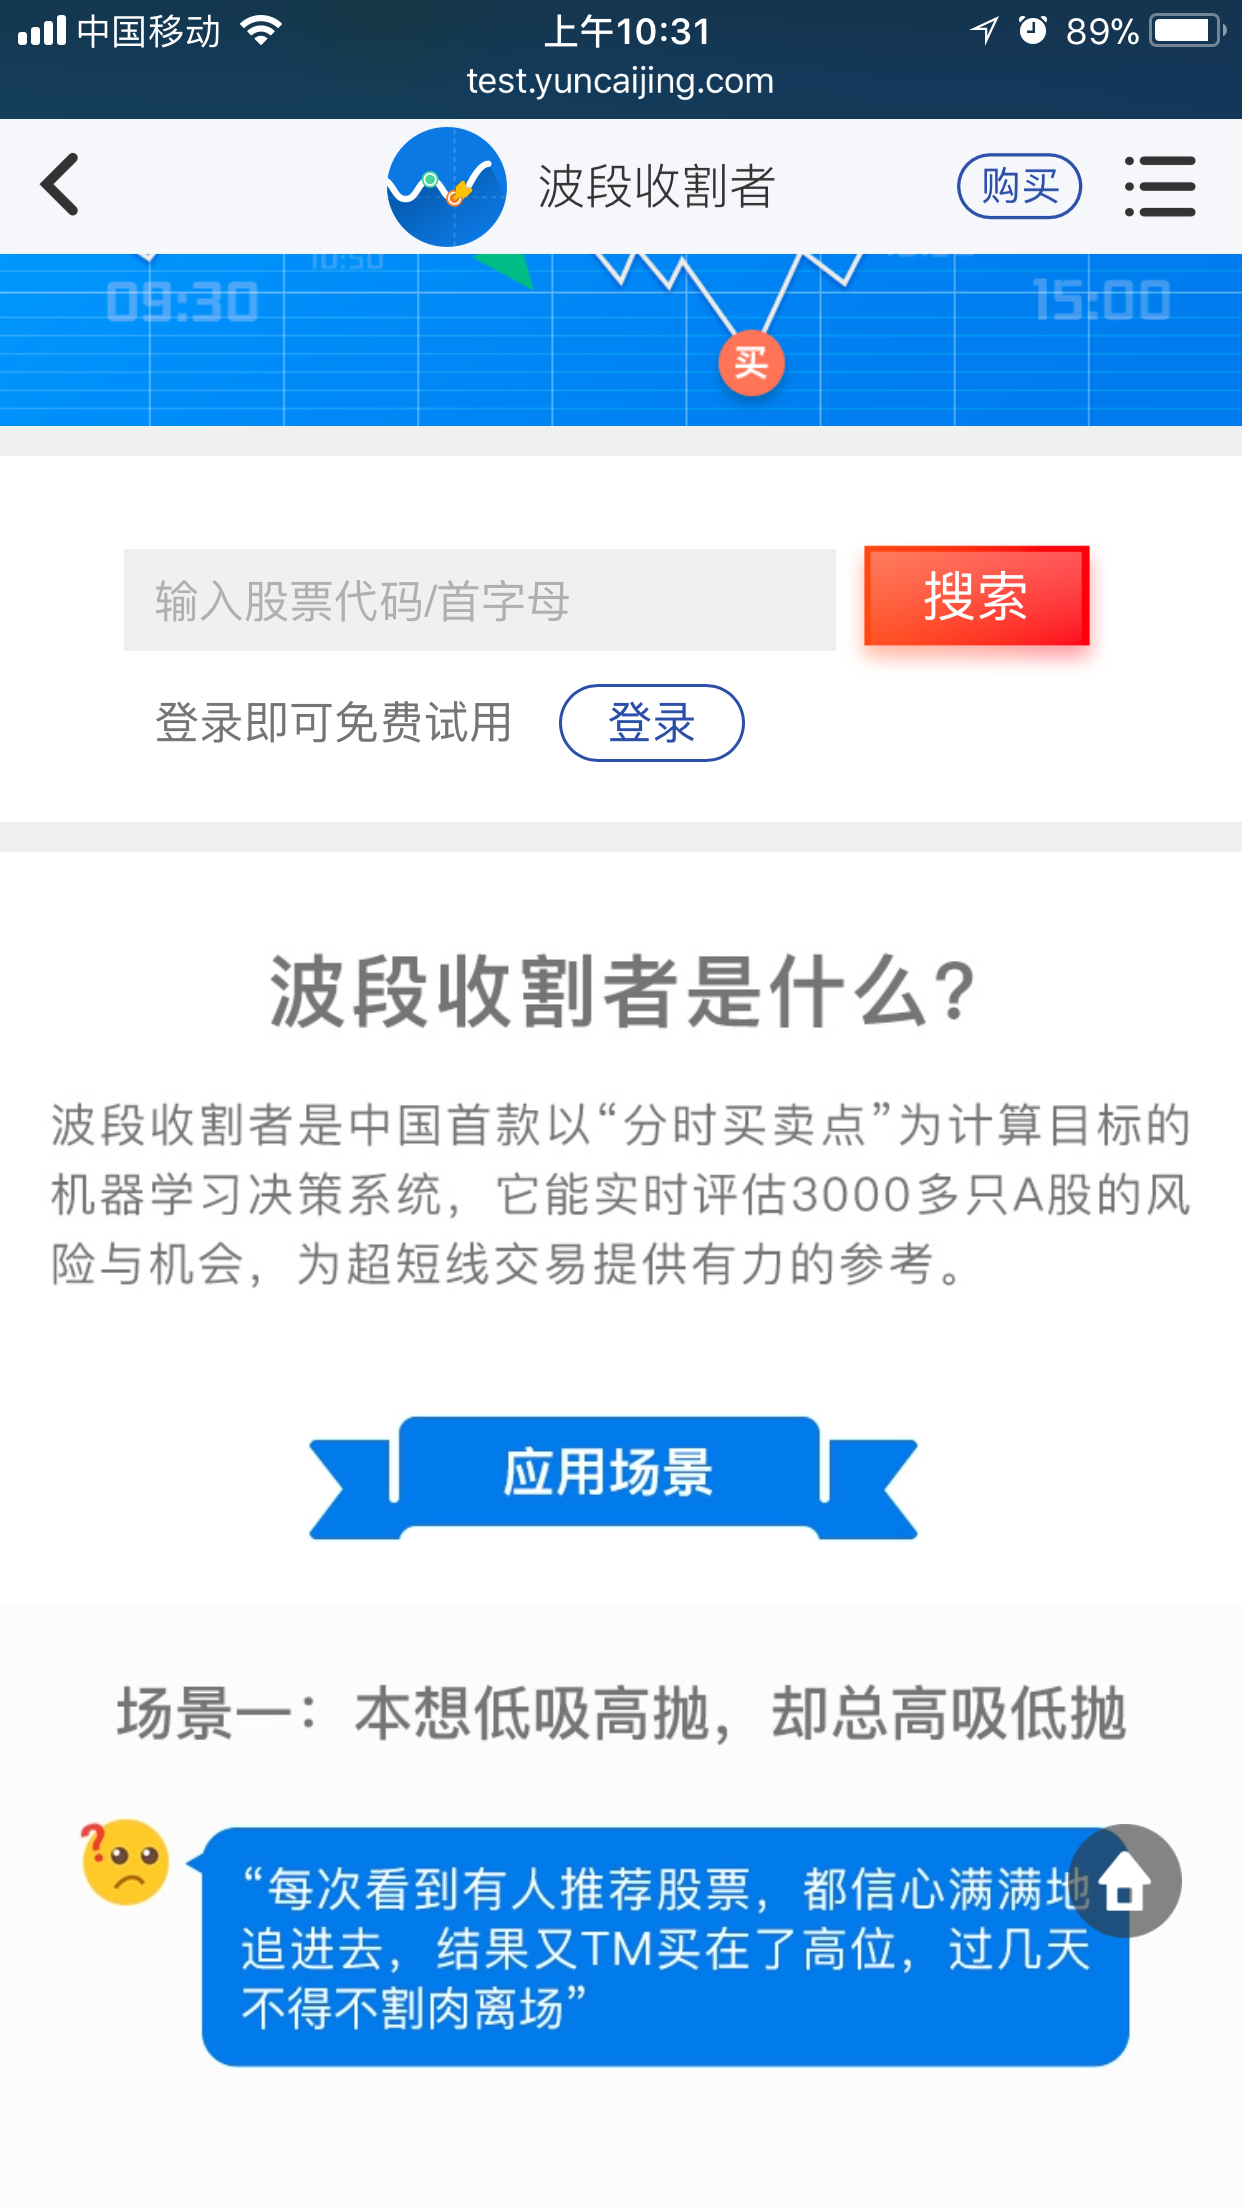 中国移动
上午10:31
89%
test.yuncaijing.com
波段收割者
购买
10:50
09:30
15:00
买
输入股票代码/首字母
搜索
登录即可免费试用
登录
波段收割者是什么?
波段收割者是中国首款以“分时买卖点”为计算目标的
机器学习决策系统，它能实时评估3000多只A股的风
险与机会，为超短线交易提供有力的参考。
应用场景
场景一：本想低吸高抛，却总高吸低抛
“每次看到有人推荐股票，都信心满满地
追进去，结果又TM买在了高位，过几天
不得不割肉离场”